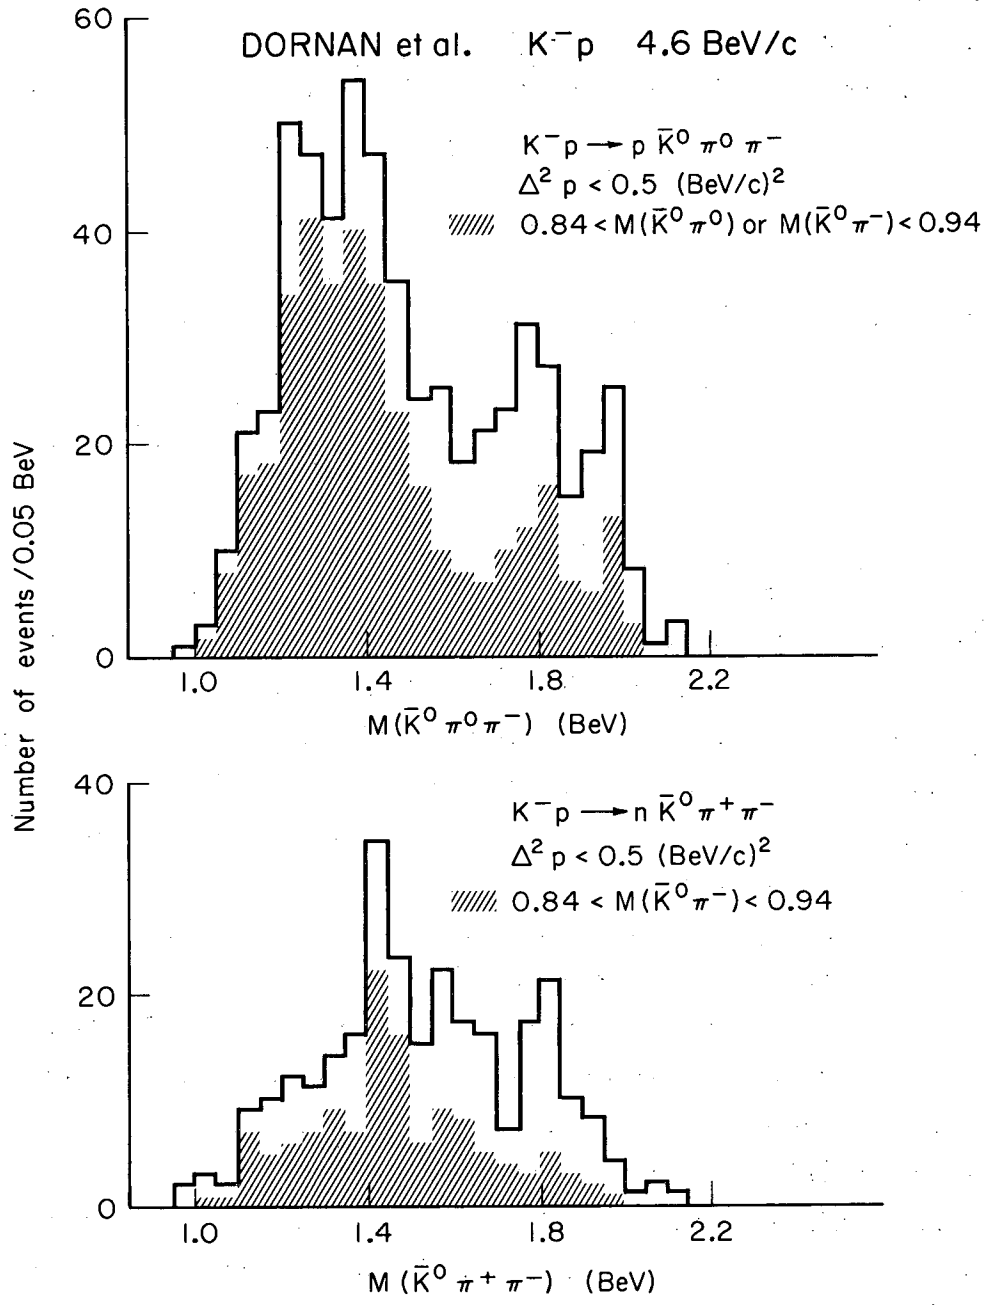 DORNAN et al. K⁻p 4.6 BeV/c
60
K⁻p → p K̄⁰ π⁰ π⁻
Δ² p < 0.5 (BeV/c)²
0.84 < M(K̄⁰π⁰) or M(K̄⁰π⁻) < 0.94
40
20
0
1.0 1.4 1.8 2.2
M(K̄⁰ π⁰ π⁻) (BeV)
Number of events / 0.05 BeV
40
K⁻p → n K̄⁰ π⁺ π⁻
Δ² p < 0.5 (BeV/c)²
0.84 < M(K̄⁰π⁻) < 0.94
20
0
1.0 1.4 1.8 2.2
M (K̄⁰ π⁺ π⁻) (BeV)